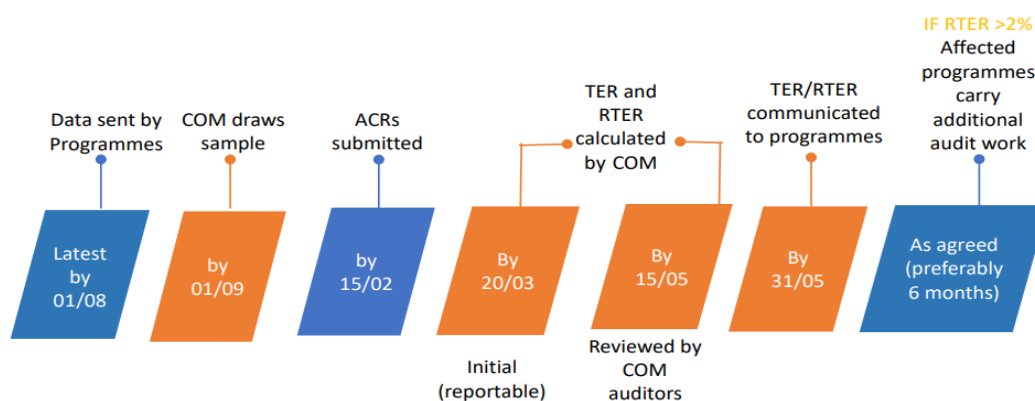 Data sent by
Programmes
Latest
by
01/08
COM draws
sample
by
01/09
ACRs
submitted
by
15/02
TER and
RTER
calculated
by COM
By
20/03
Initial
(reportable)
By
15/05
Reviewed by
COM
auditors
TER/RTER
communicated
to programmes
By
31/05
IF RTER >2%
Affected
programmes
carry
additional
audit work
As agreed
(preferably
6 months)